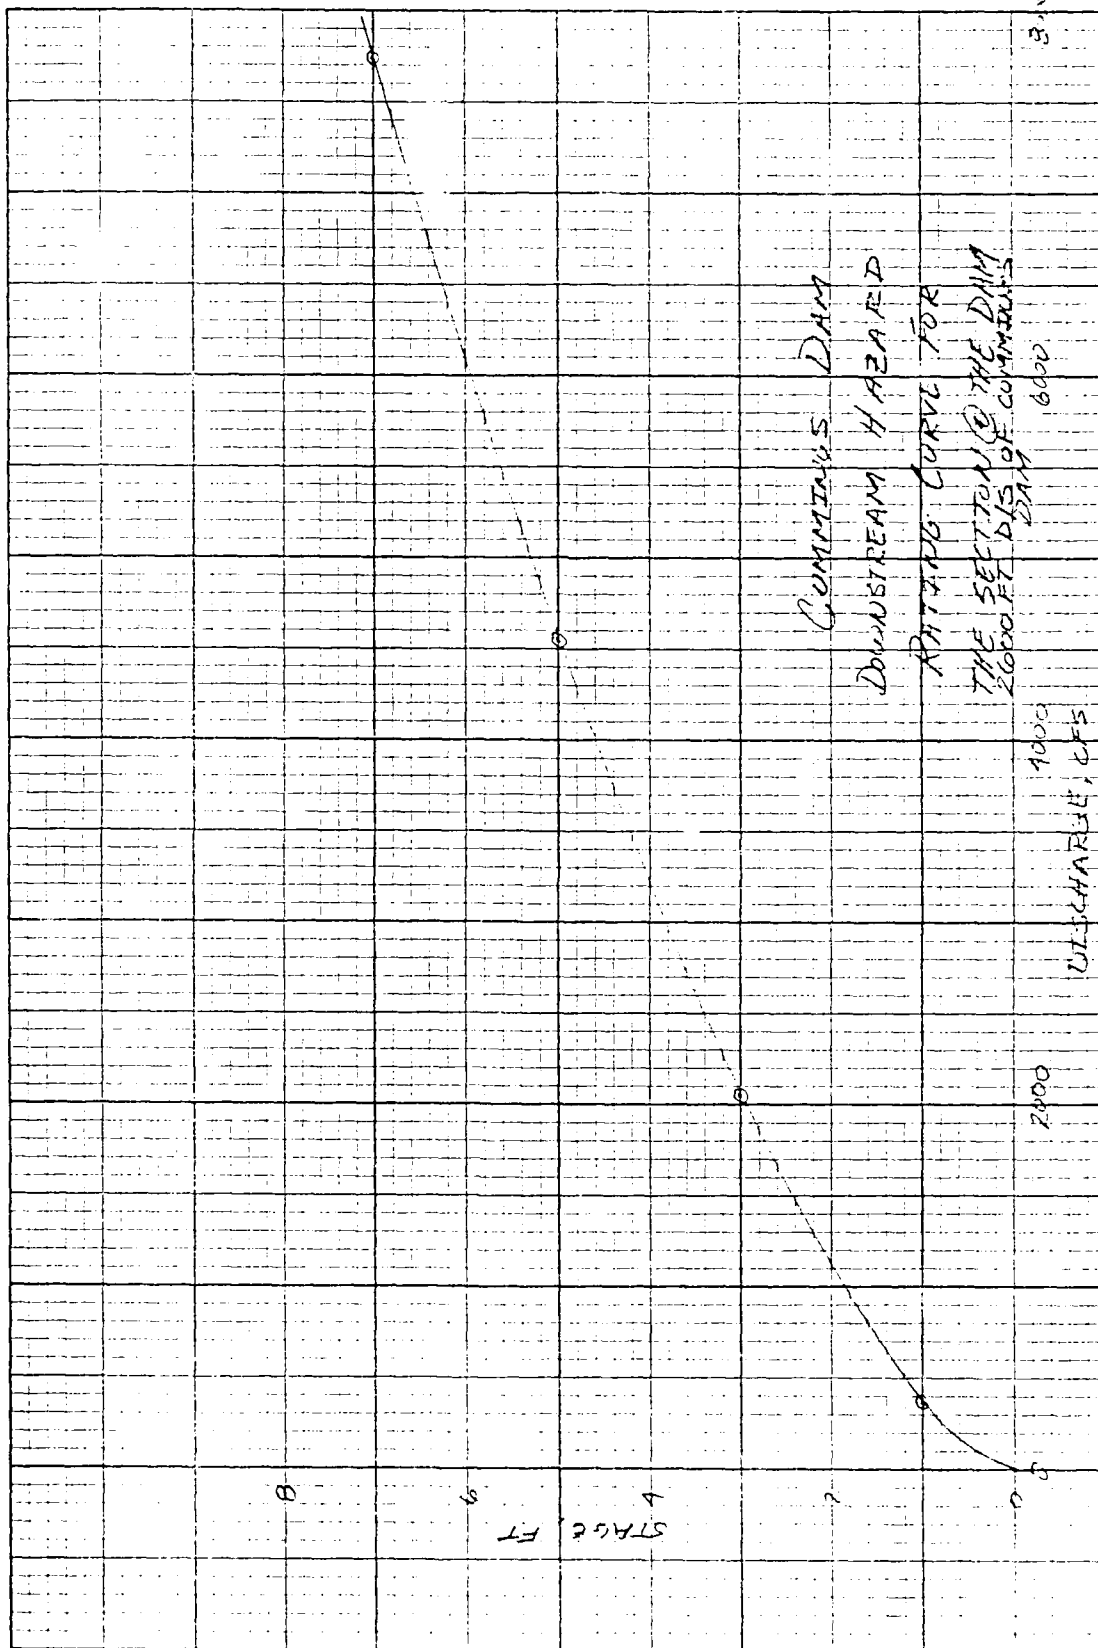 CUMMINGS DAM
DOWNSTREAM HAZARD
RATING CURVE FOR
THE SECTION @ THE DAM
2600 FT D/S OF CUMMINGS
DAM
STAGE, FT
8
6
4
2
0
0
2000
4000
6000
DISCHARGE, CFS